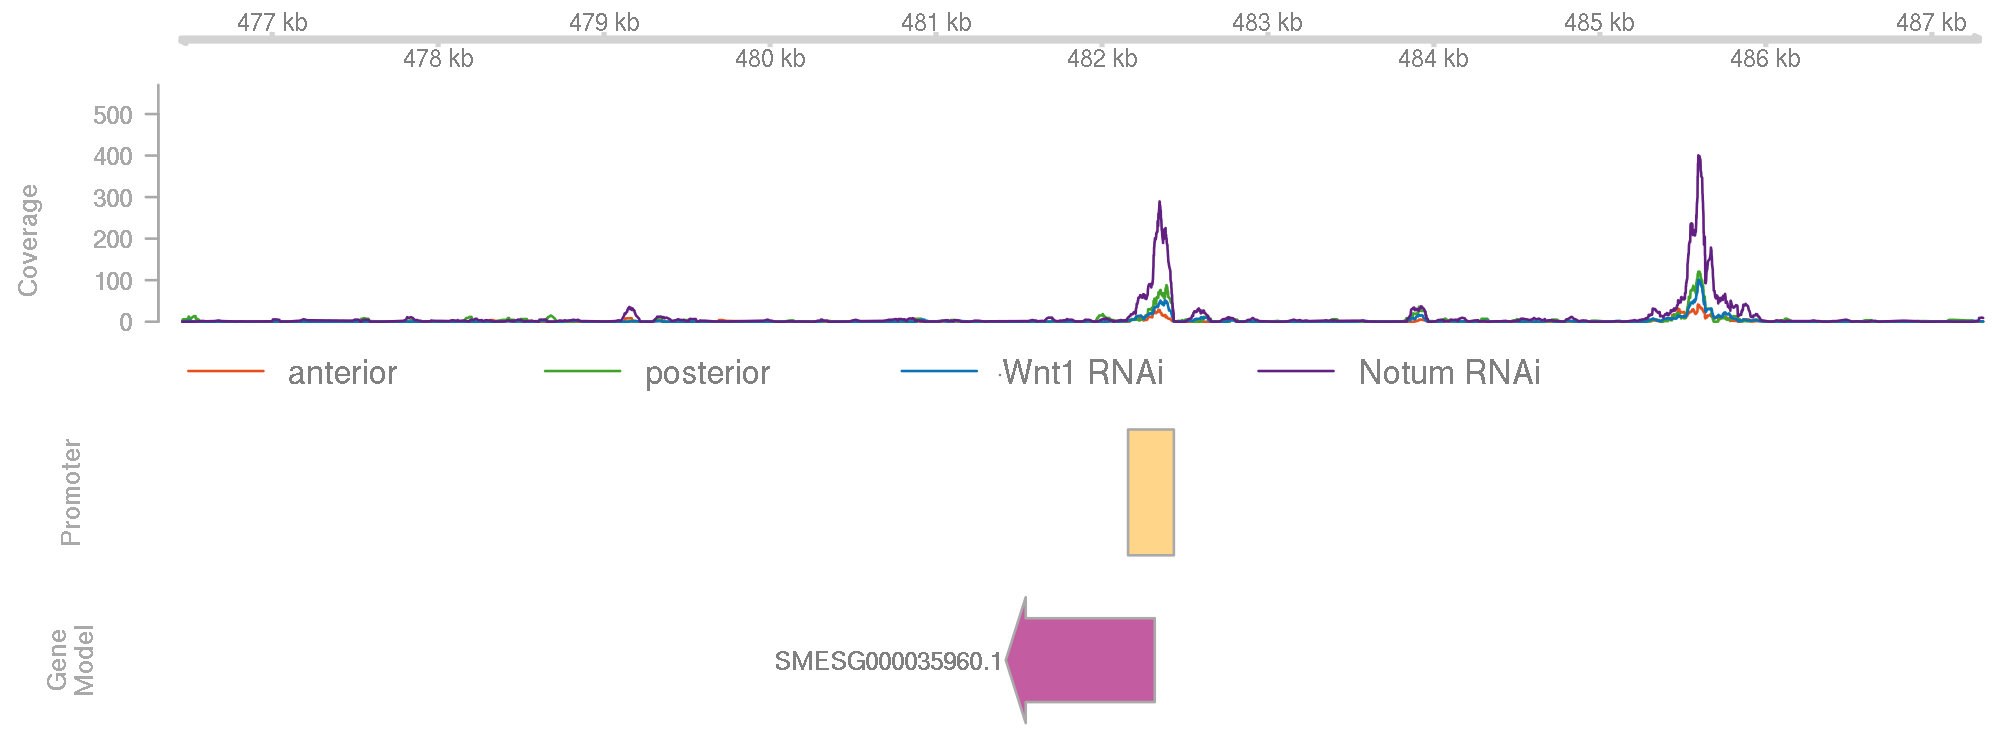 477 kb 479 kb 481 kb 483 kb 485 kb 487 kb
478 kb 480 kb 482 kb 484 kb 486 kb
Coverage
500
400
300
200
100
0
anterior posterior Wnt1 RNAi Notum RNAi
Promoter
Gene
Model
SMESG000035960.1